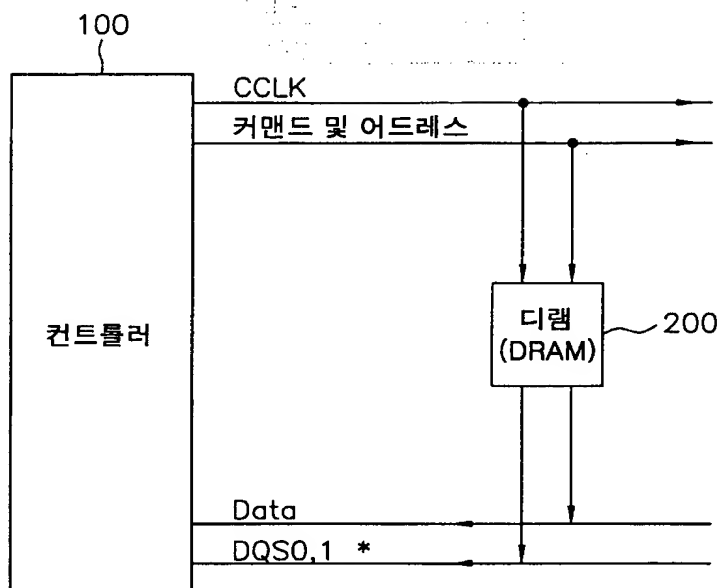 100
CCLK
커맨드 및 어드레스
컨트롤러
디램
(DRAM)
200
Data
DQS0,1 *